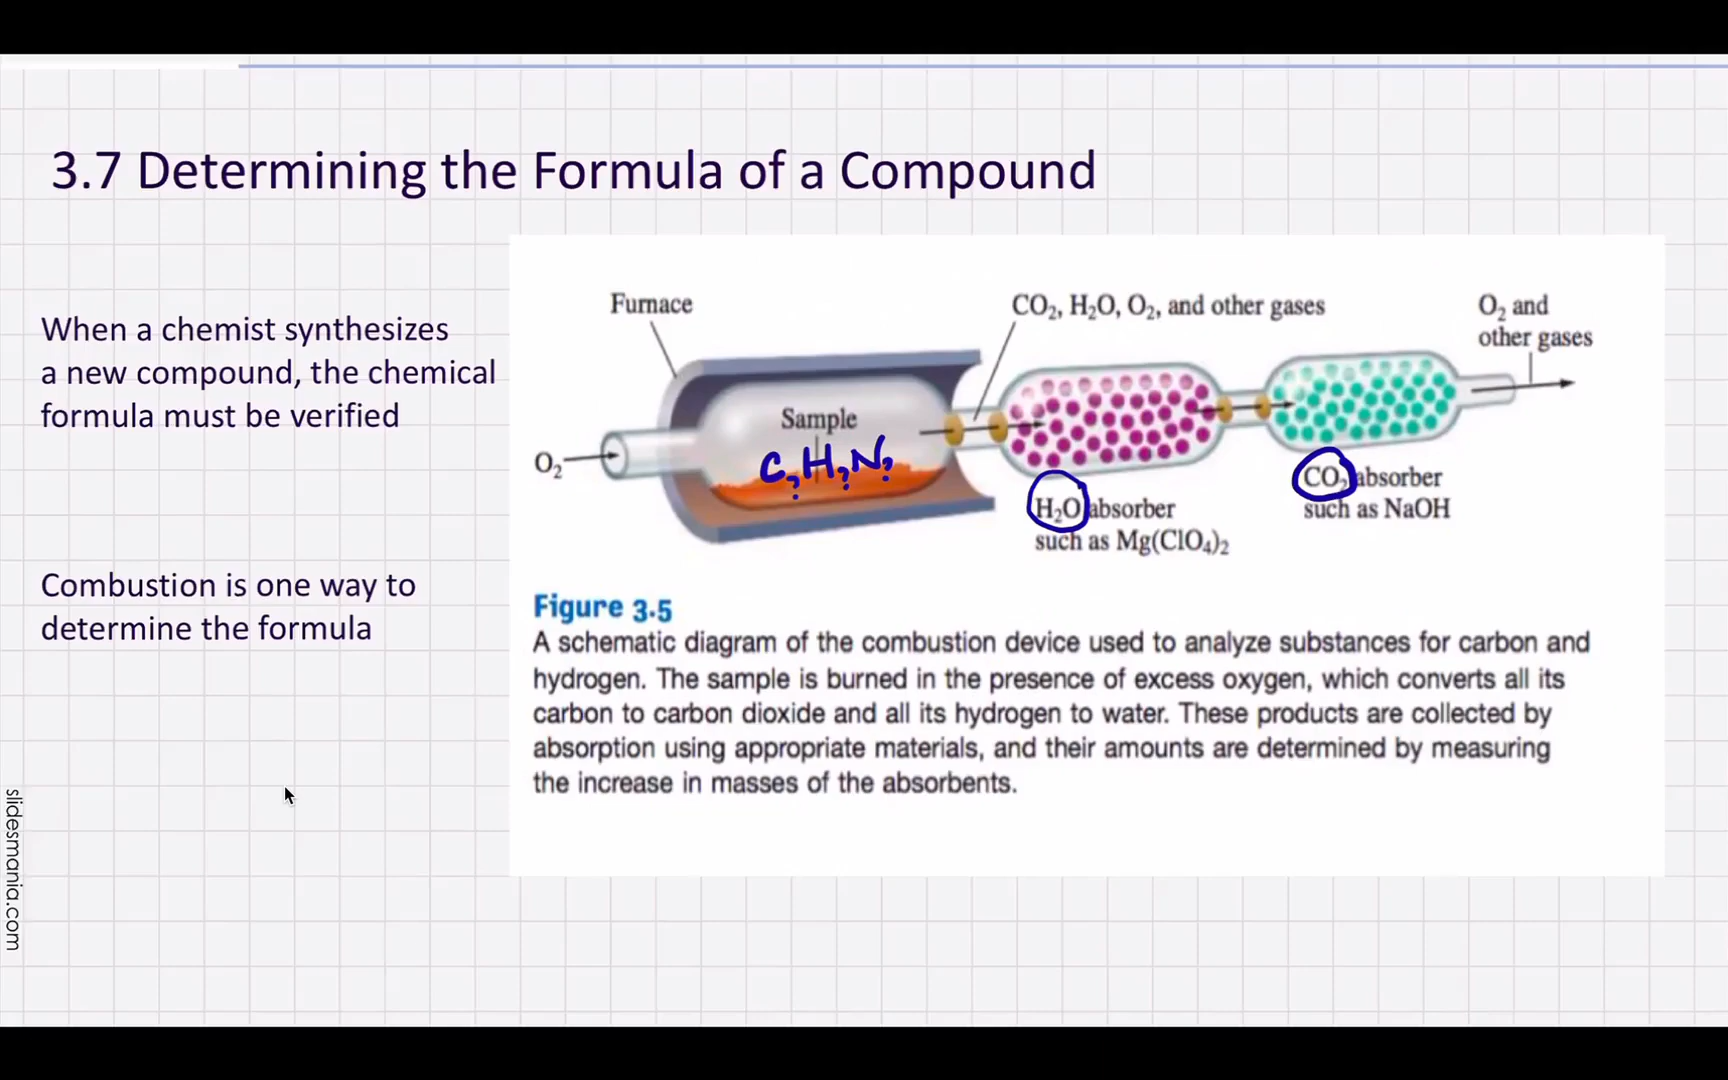 3.7 Determining the Formula of a Compound
When a chemist synthesizes
a new compound, the chemical
formula must be verified
Combustion is one way to
determine the formula
Furnace
CO₂, H₂O, O₂, and other gases
O₂ and
other gases
Sample
C?H?N?
O₂
H₂O absorber
such as Mg(ClO₄)₂
CO₂ absorber
such as NaOH
Figure 3.5
A schematic diagram of the combustion device used to analyze substances for carbon and
hydrogen. The sample is burned in the presence of excess oxygen, which converts all its
carbon to carbon dioxide and all its hydrogen to water. These products are collected by
absorption using appropriate materials, and their amounts are determined by measuring
the increase in masses of the absorbents.
slidesmania.com